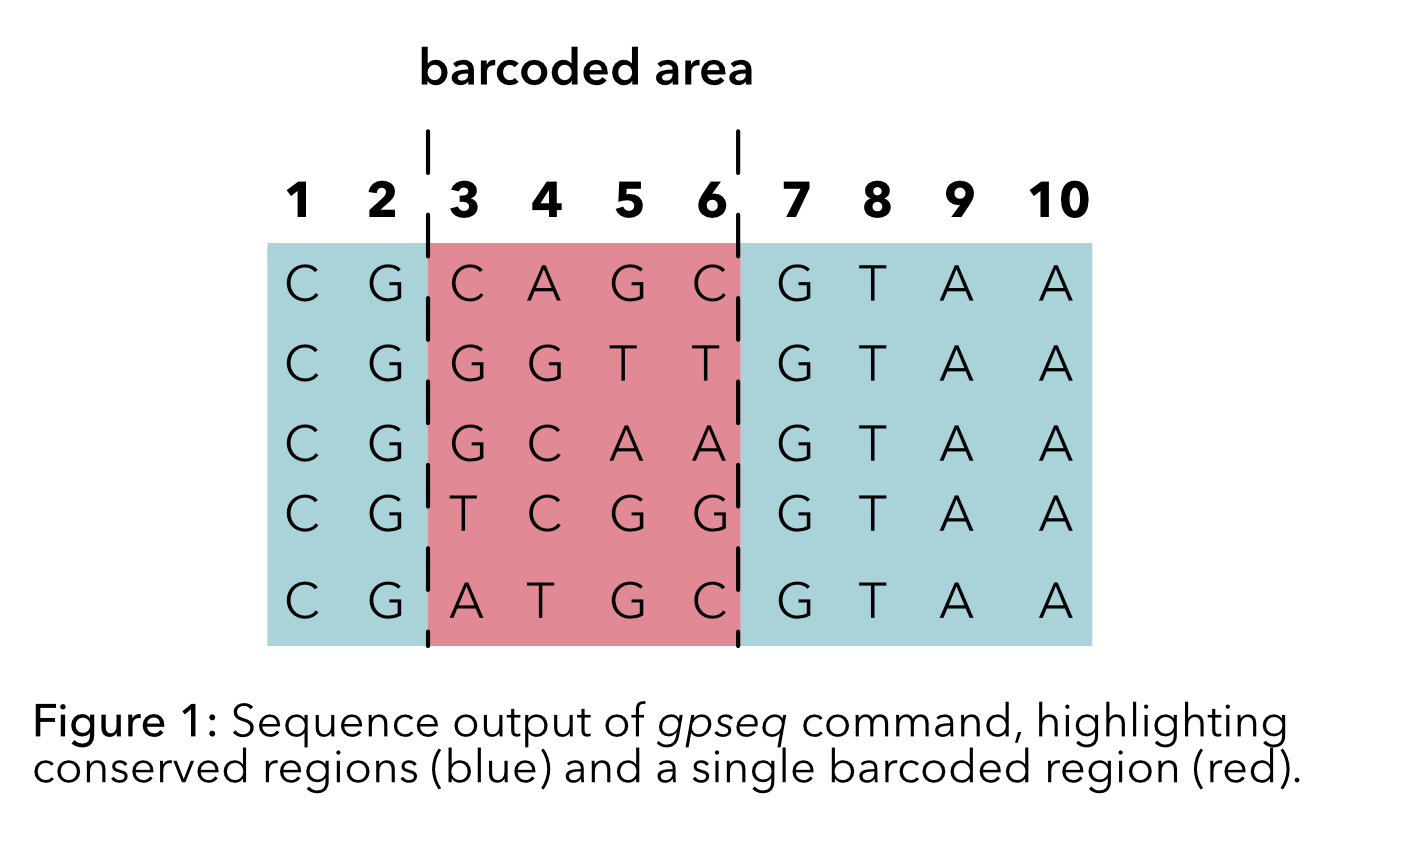 barcoded area
1 2 3 4 5 6 7 8 9 10
C G C A G C G T A A
C G G G T T G T A A
C G G C A A G T A A
C G T C G G G T A A
C G A T G C G T A A
Figure 1: Sequence output of gpseq command, highlighting
conserved regions (blue) and a single barcoded region (red).